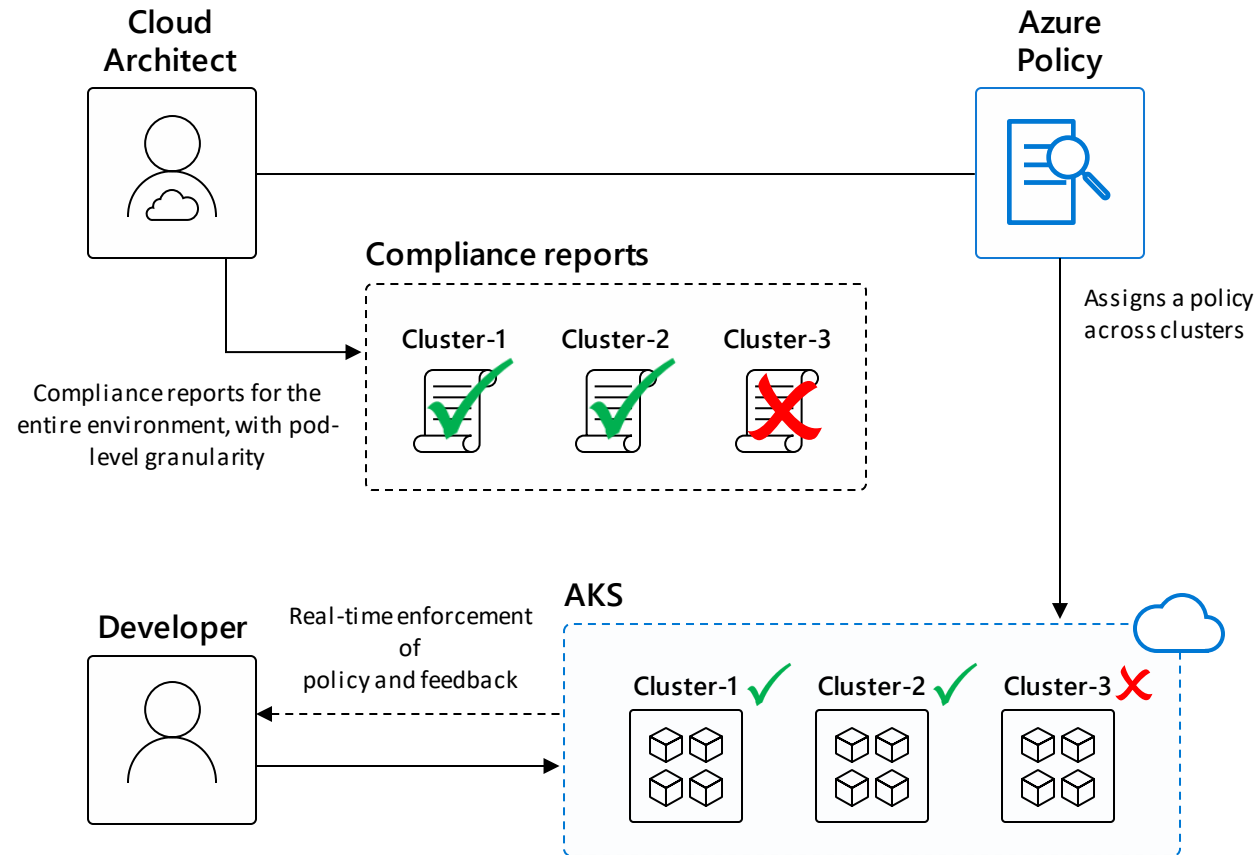 Cloud
Architect
Azure
Policy
Compliance reports
Assigns a policy
across clusters
Cluster-1
Cluster-2
Cluster-3
Compliance reports for the
entire environment, with pod-
level granularity
AKS
Developer
Real-time enforcement
of
policy and feedback
Cluster-1
Cluster-2
Cluster-3